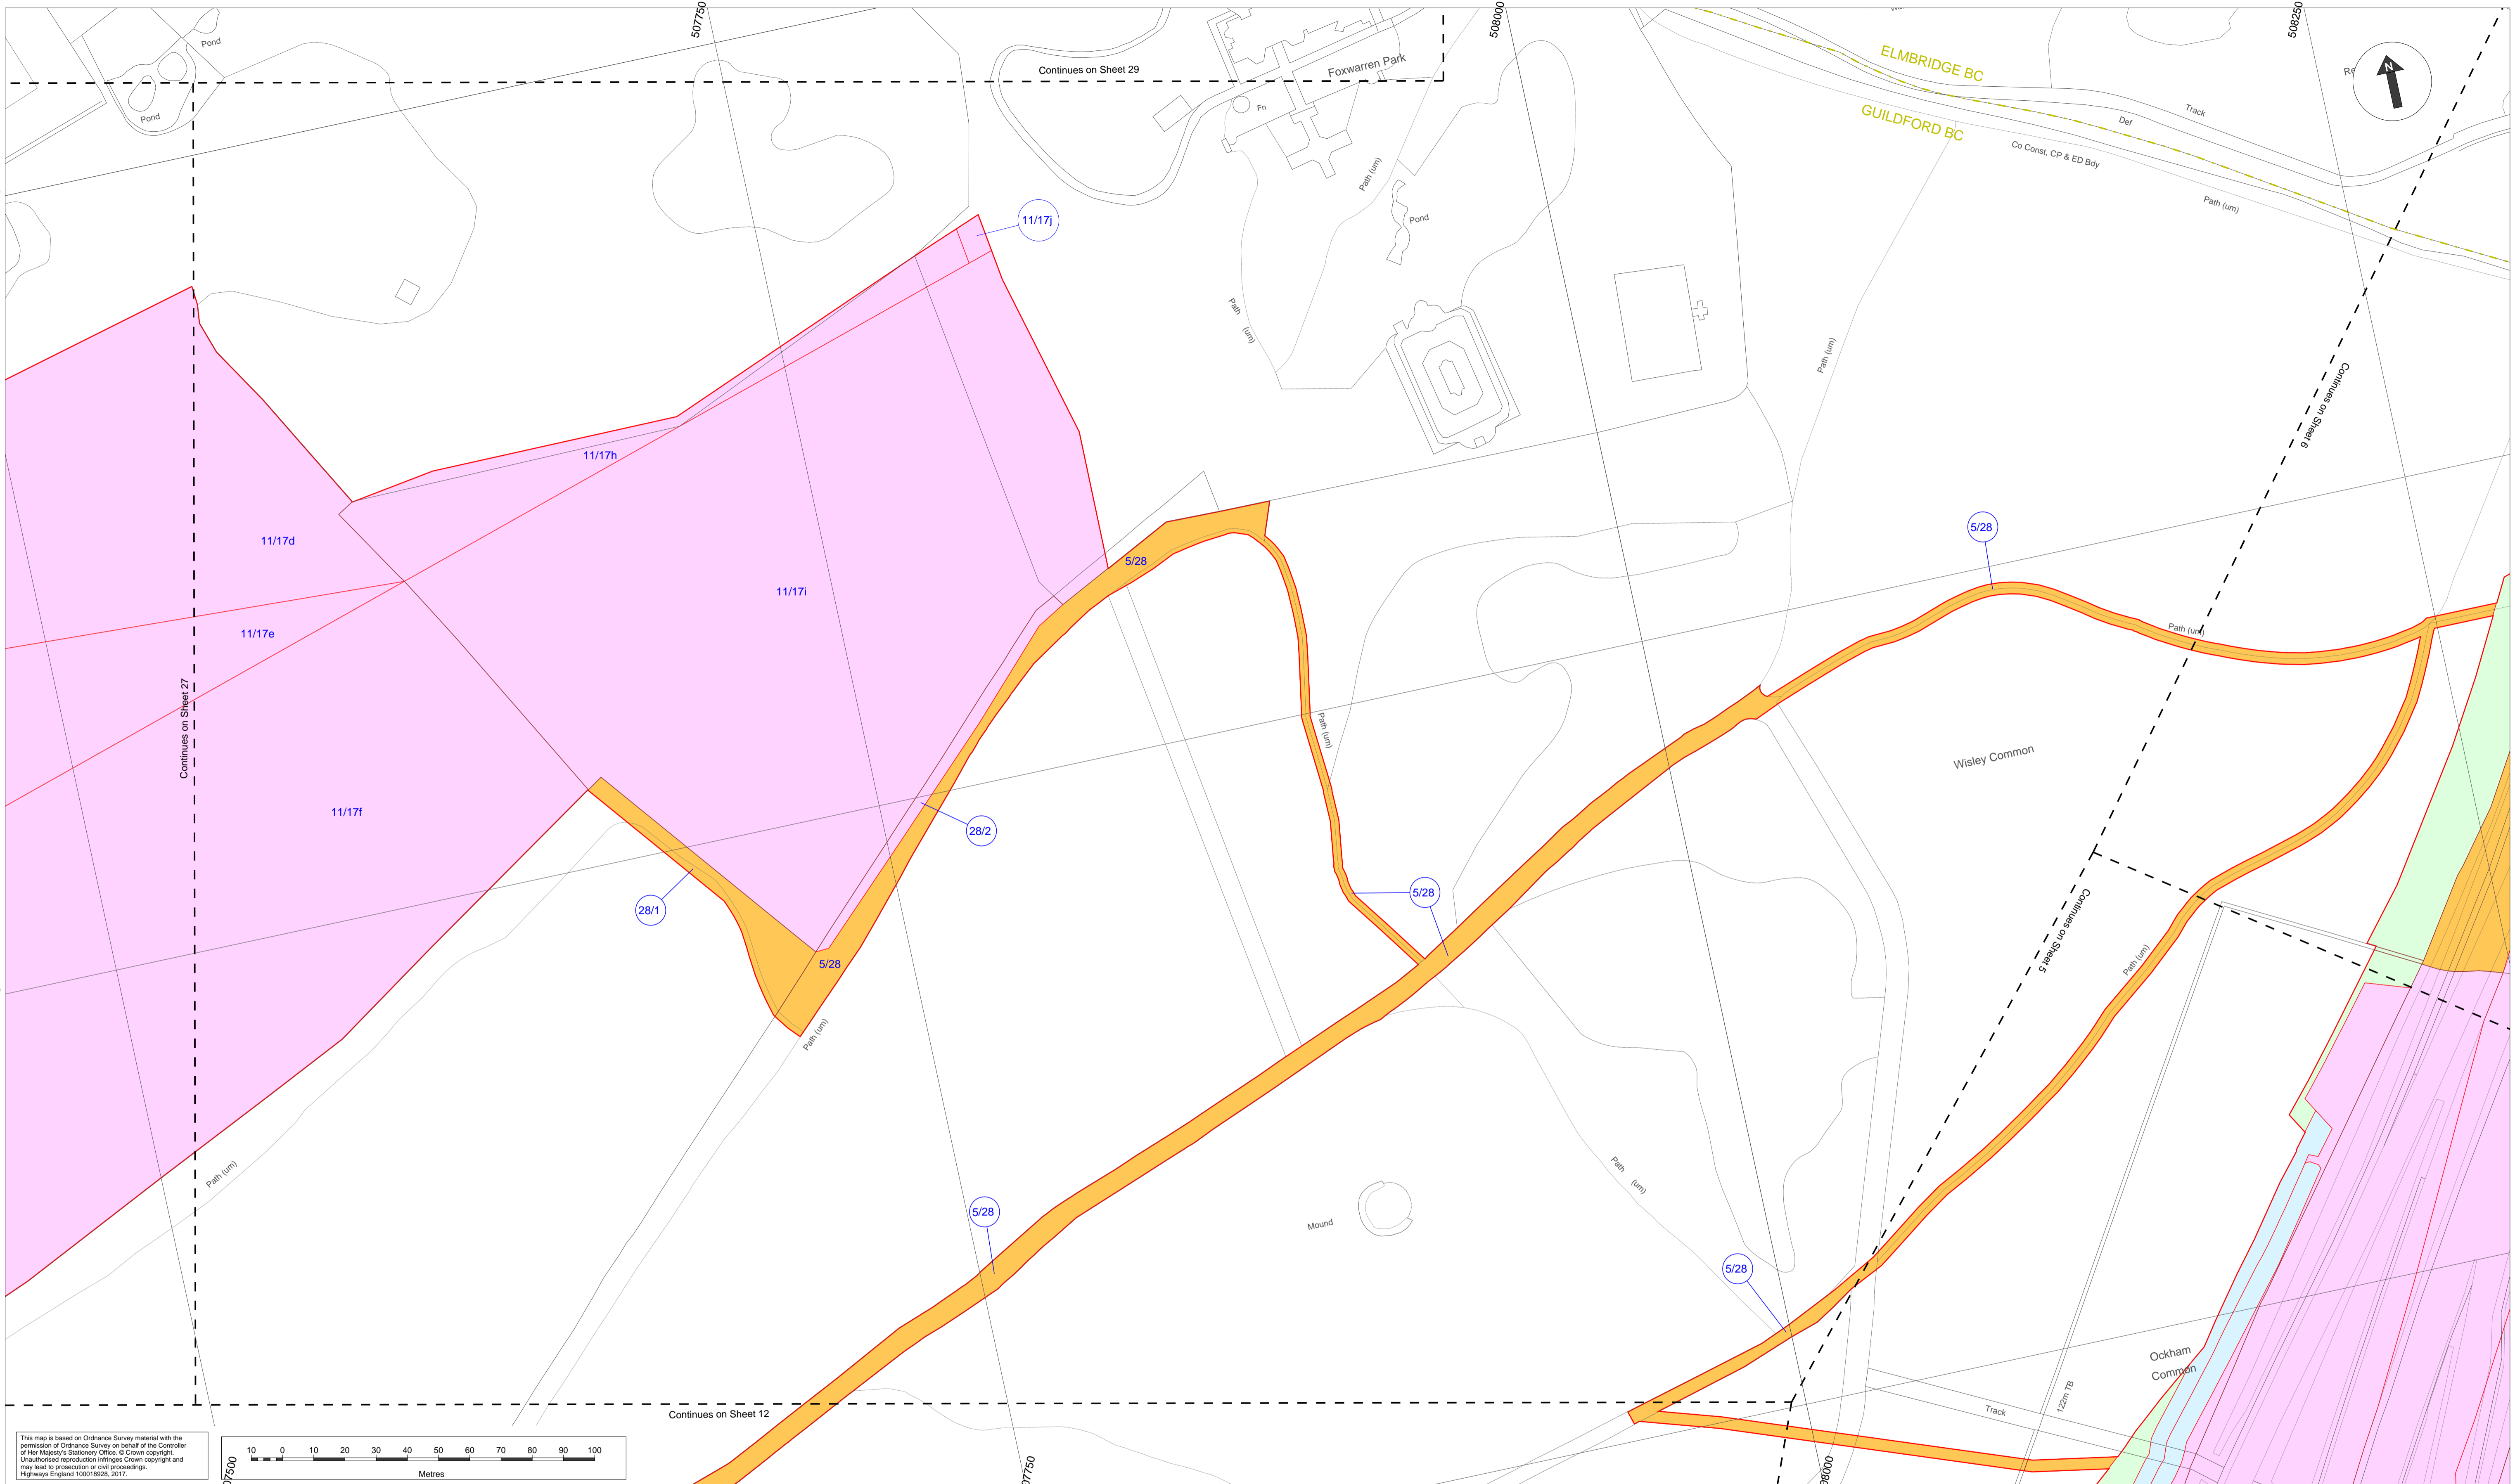 507750
508000
508250
Pond
Pond
Continues on Sheet 29
Foxwarren Park
Fn
ELMBRIDGE BC
GUILDFORD BC
N
Track
Def
Co Const, CP & ED Bdy
Path (um)
Path (um)
Pond
11/17j
Path
(um)
Path (um)
Continues on Sheet 6
11/17h
11/17d
11/17i
5/28
5/28
11/17e
Path (um)
Continues on Sheet 27
Path (um)
Wisley Common
11/17f
28/2
28/1
5/28
5/28
Continues on Sheet 5
Path (um)
Path (um)
Path (um)
Path
(um)
5/28
Mound
5/28
Ockham
Common
122m TB
Track
Continues on Sheet 12
This map is based on Ordnance Survey material with the
permission of Ordnance Survey on behalf of the Controller
of Her Majesty's Stationery Office. © Crown copyright.
Unauthorised reproduction infringes Crown copyright and
may lead to prosecution or civil proceedings.
Highways England 100018928, 2017.
10 0 10 20 30 40 50 60 70 80 90 100
Metres
07500
07750
08000